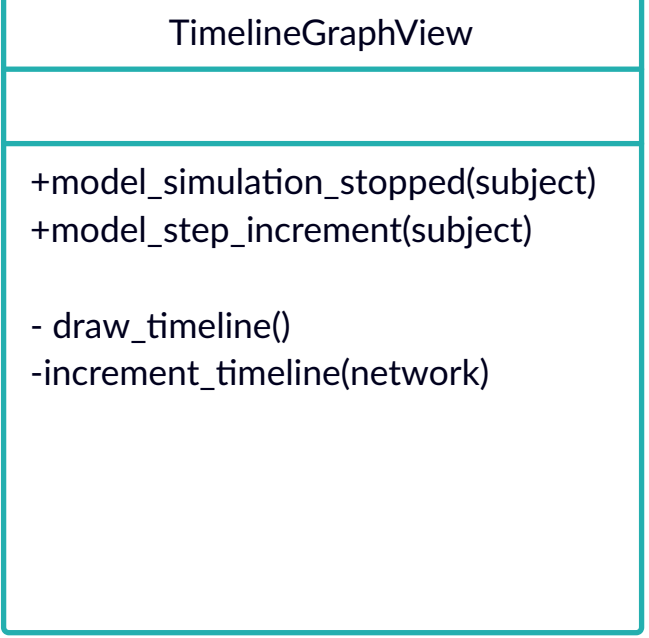 TimelineGraphView
+model_simulation_stopped(subject)
+model_step_increment(subject)
- draw_timeline()
-increment_timeline(network)